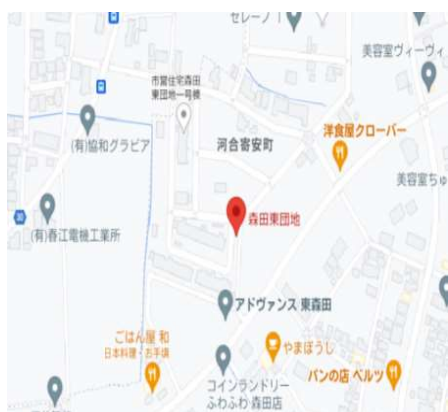 セレーノ
美容室ヴィーヴィ
市営住宅森田
東団地一号棟
(有)協和グラビア
河合寄安町
洋食屋クローバー
美容室ちゅ
森田東団地
(有)春江電機工業所
アドヴァンス 東森田
ごはん屋 和
日本料理・お手頃
やまぼうし
コインランドリー
ふわふわ 森田店
パンの店 ベルツ